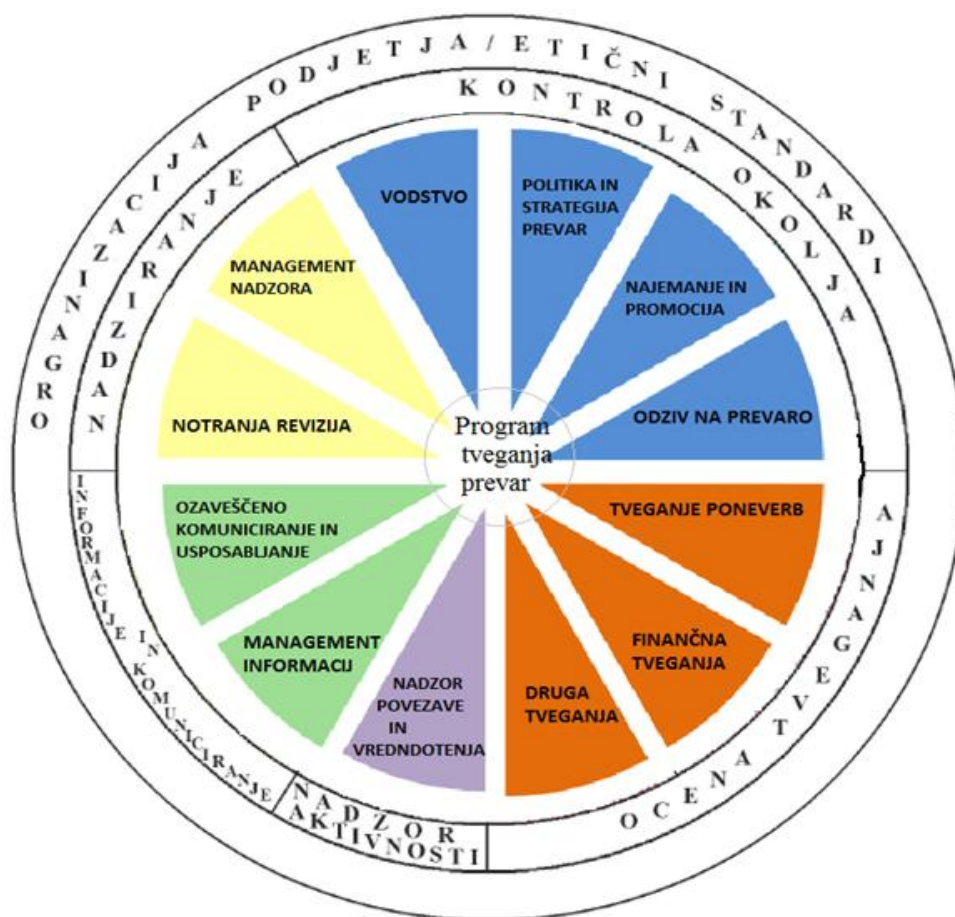 ORGANIZACIJA PODJETJA/ETIČNI STANDARDI
KONTROLA OKOLJA
NADZIRANJE
VODSTVO
POLITIKA IN
STRATEGIJA
PREVAR
MANAGEMENT
NADZORA
NAJEMANJE IN
PROMOCIJA
NOTRANJA REVIZIJA
ODZIV NA PREVARO
Program
tveganja
prevar
OZAVEŠČENO
KOMUNICIRANJE IN
USPOSABLJANJE
TVEGANJE PONEVERB
MANAGEMENT
INFORMACIJ
FINANČNA
TVEGANJA
NADZOR
POVEZAVE
IN
VREDNDOTENJA
DRUGA
TVEGANJA
INFORMACIJE IN KOMUNICIRANJE
NADZOR
AKTIVNOSTI
OCENA TVEGANJA